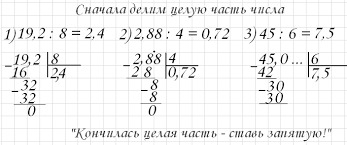 Сначала делим целую часть числа
1) 19,2 : 8 = 2,4 2) 2,88 : 4 = 0,72 3) 45 : 6 = 7,5
19,2 8 2,88 4 45,0 ... 6
16 2,4 2 8 0,72 42 7,5
32 8 30
32 8 30
0 0
"Кончилась целая часть - ставь запятую!"